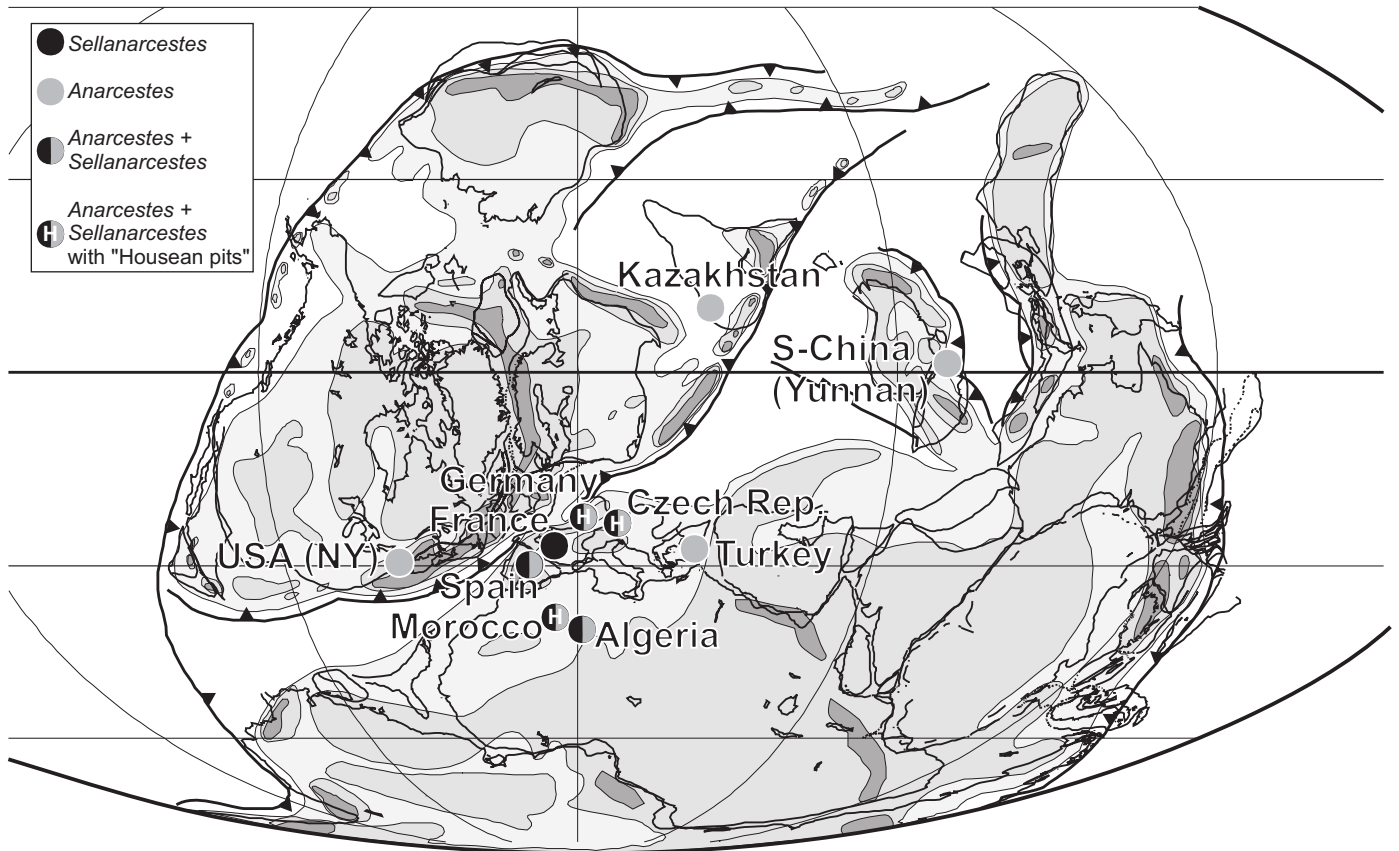 Sellanarcestes
Anarcestes
Anarcestes +
Sellanarcestes
Anarcestes +
Sellanarcestes
with "Housean pits"
H
Kazakhstan
S-China
(Yunnan)
Germany
H
H
Czech Rep.
France
USA (NY)
Turkey
Spain
Morocco
H
Algeria